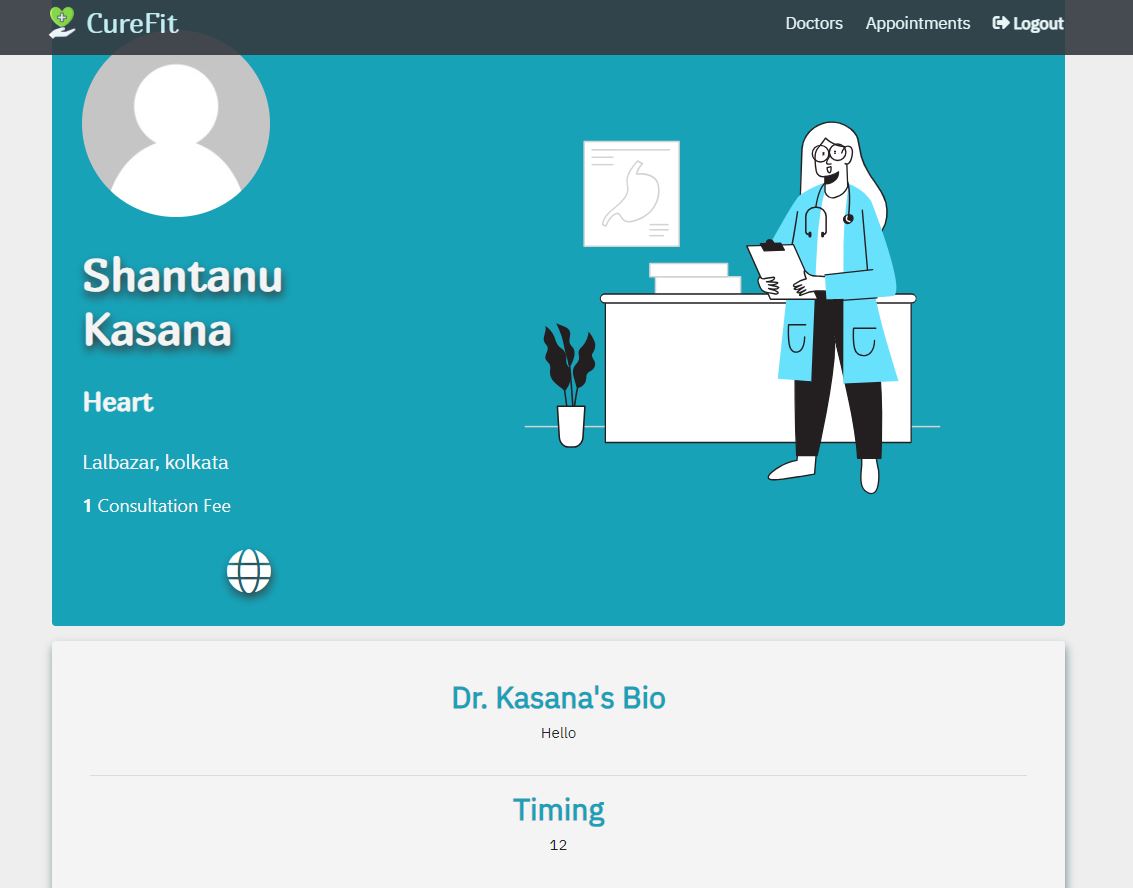 CureFit
Doctors Appointments Logout
Shantanu
Kasana
Heart
Lalbazar, kolkata
1 Consultation Fee
Dr. Kasana's Bio
Hello
Timing
12